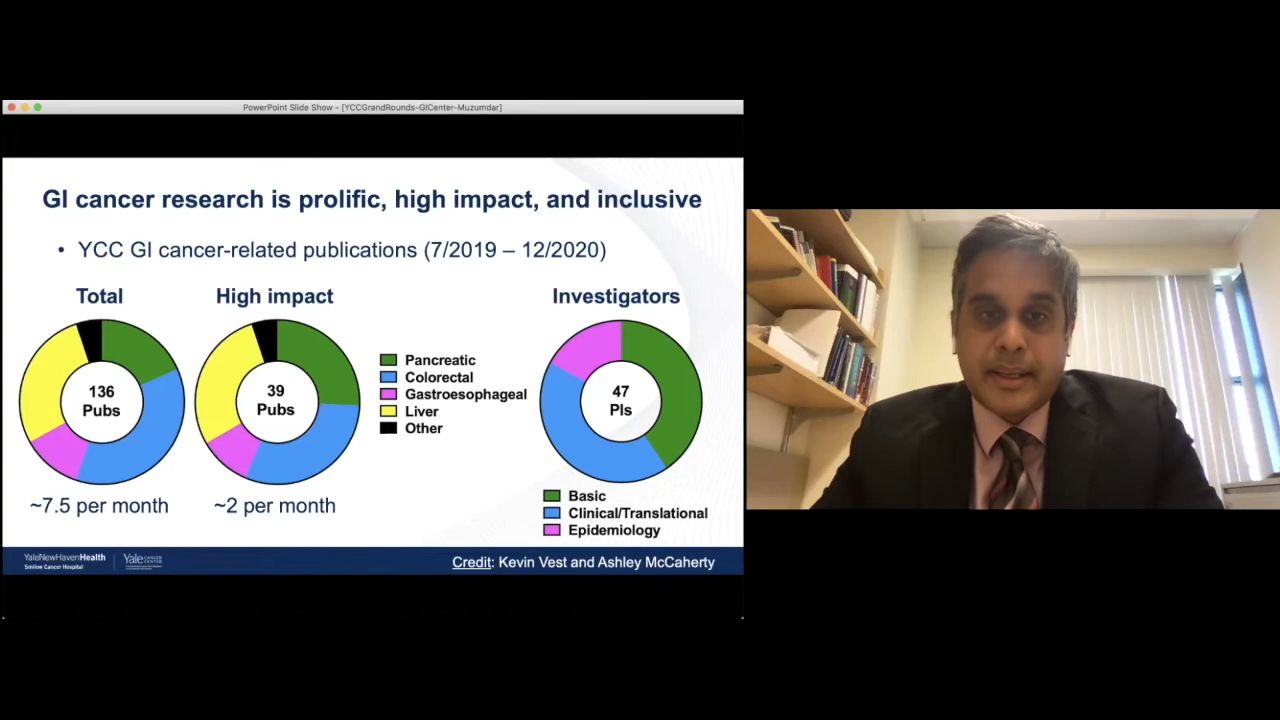 PowerPoint Slide Show - [YCCGrandRounds-GICenter-Muzumdar]
GI cancer research is prolific, high impact, and inclusive
• YCC GI cancer-related publications (7/2019 – 12/2020)
Total
High impact
Investigators
136
Pubs
39
Pubs
47
PIs
Pancreatic
Colorectal
Gastroesophageal
Liver
Other
~7.5 per month
~2 per month
Basic
Clinical/Translational
Epidemiology
YaleNewHavenHealth
Smilow Cancer Hospital
Yale CANCER CENTER
Credit: Kevin Vest and Ashley McCaherty